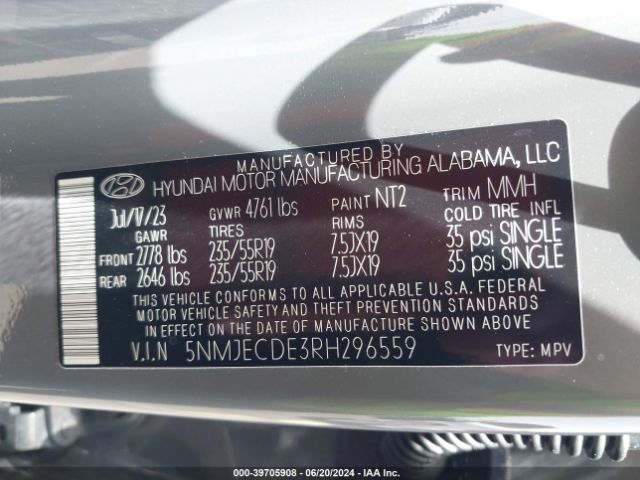 MANUFACTURED BY
HYUNDAI MOTOR MANUFACTURING ALABAMA, LLC
Jul/17/23 GVWR 4761 lbs PAINT NT2 TRIM MMH
GAWR TIRES RIMS COLD TIRE INFL
FRONT 2778 lbs 235/55R19 7.5JX19 35 psi SINGLE
REAR 2646 lbs 235/55R19 7.5JX19 35 psi SINGLE
THIS VEHICLE CONFORMS TO ALL APPLICABLE U.S.A. FEDERAL
MOTOR VEHICLE SAFETY AND THEFT PREVENTION STANDARDS
IN EFFECT ON THE DATE OF MANUFACTURE SHOWN ABOVE
V.I.N 5NMJECDE3RH296559 TYPE: MPV
000-39705908 - 06/20/2024 - IAAI.COM